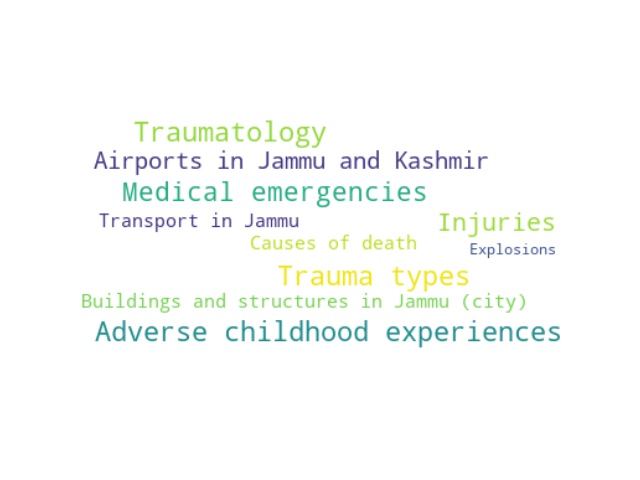 Traumatology
Airports in Jammu and Kashmir
Medical emergencies
Transport in Jammu
Injuries
Causes of death
Explosions
Trauma types
Buildings and structures in Jammu (city)
Adverse childhood experiences